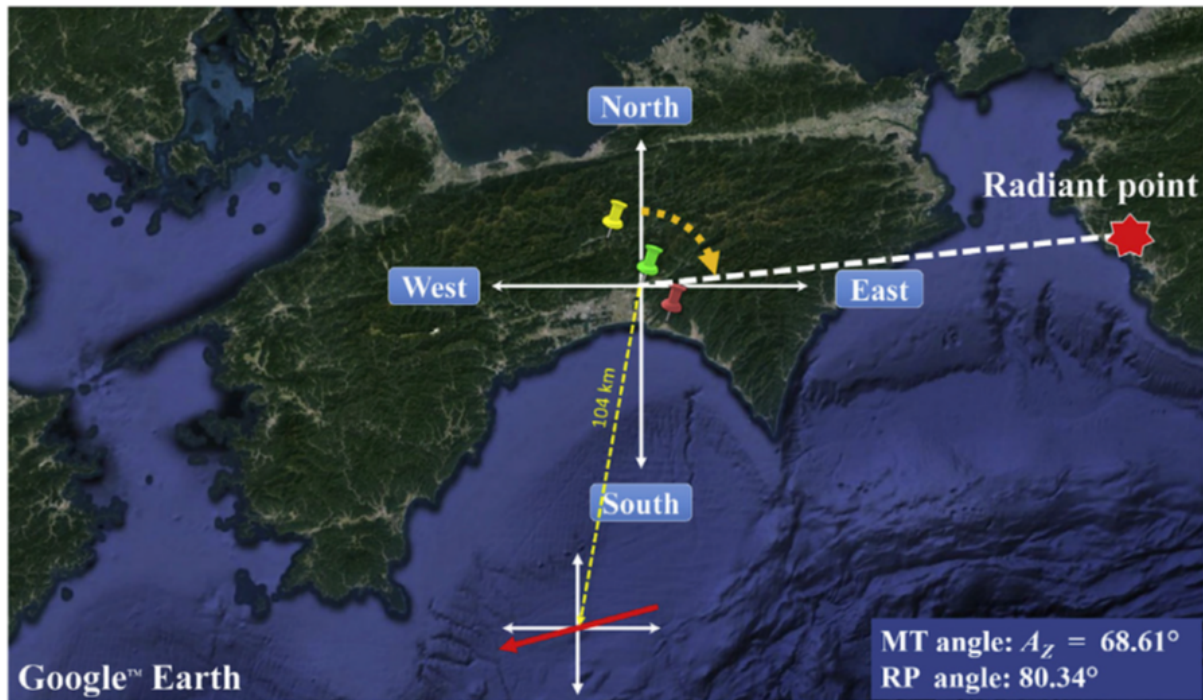 North
Radiant point
West
East
104 km
South
MT angle: A_Z = 68.61°
RP angle: 80.34°
Google™ Earth